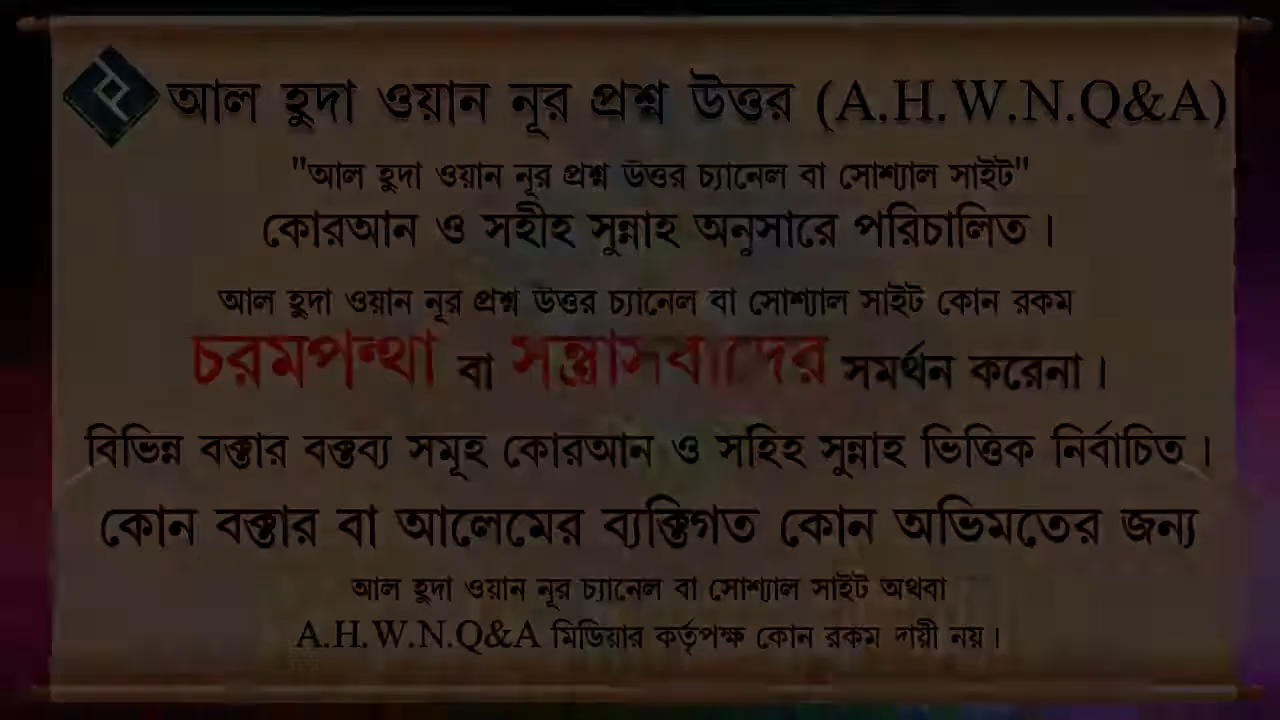 আল হুদা ওয়ান নূর প্রশ্ন উত্তর (A.H.W.N.Q&A)
"আল হুদা ওয়ান নূর প্রশ্ন উত্তর চ্যানেল বা সোশ্যাল সাইট"
কোরআন ও সহীহ সুন্নাহ অনুসারে পরিচালিত।
আল হুদা ওয়ান নূর প্রশ্ন উত্তর চ্যানেল বা সোশ্যাল সাইট কোন রকম
চরমপন্থা বা সন্ত্রাসবাদের সমর্থন করেনা।
বিভিন্ন বক্তার বক্তব্য সমূহ কোরআন ও সহিহ সুন্নাহ ভিত্তিক নির্বাচিত।
কোন বক্তার বা আলেমের ব্যক্তিগত কোন অভিমতের জন্য
আল হুদা ওয়ান নূর চ্যানেল বা সোশ্যাল সাইট অথবা
A.H.W.N.Q&A মিডিয়ার কর্তৃপক্ষ কোন রকম দায়ী নয়।